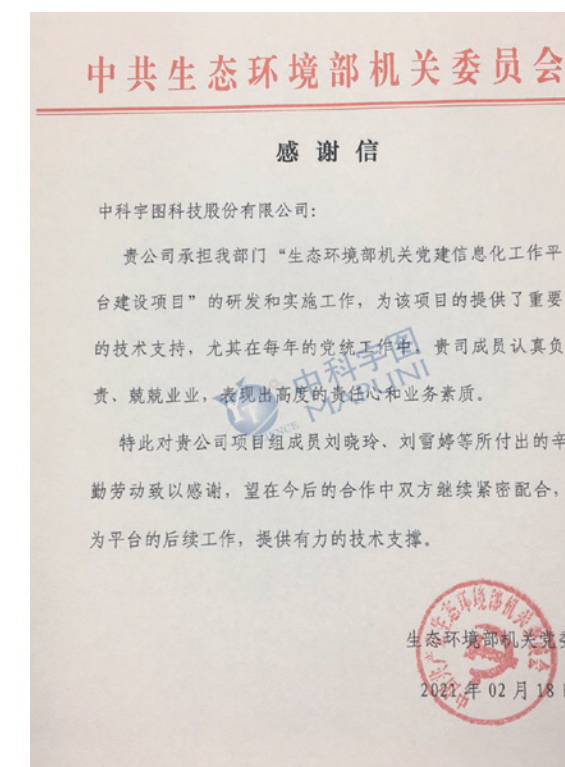 中共生态环境部机关委员会
感谢信
中科宇图科技股份有限公司：
贵公司承担我部门“生态环境部机关党建信息化工作平
台建设项目”的研发和实施工作，为该项目的提供了重要
的技术支持，尤其在每年的党统工作中，贵司成员认真负
责、兢兢业业，表现出高度的责任心和业务素质。
特此对贵公司项目组成员刘晓玲、刘雪婷等所付出的辛
勤劳动致以感谢，望在今后的合作中双方继续紧密配合，
为平台的后续工作，提供有力的技术支撑。
生态环境部机关党委
2021年02月18日
中科宇图
MAPUNI